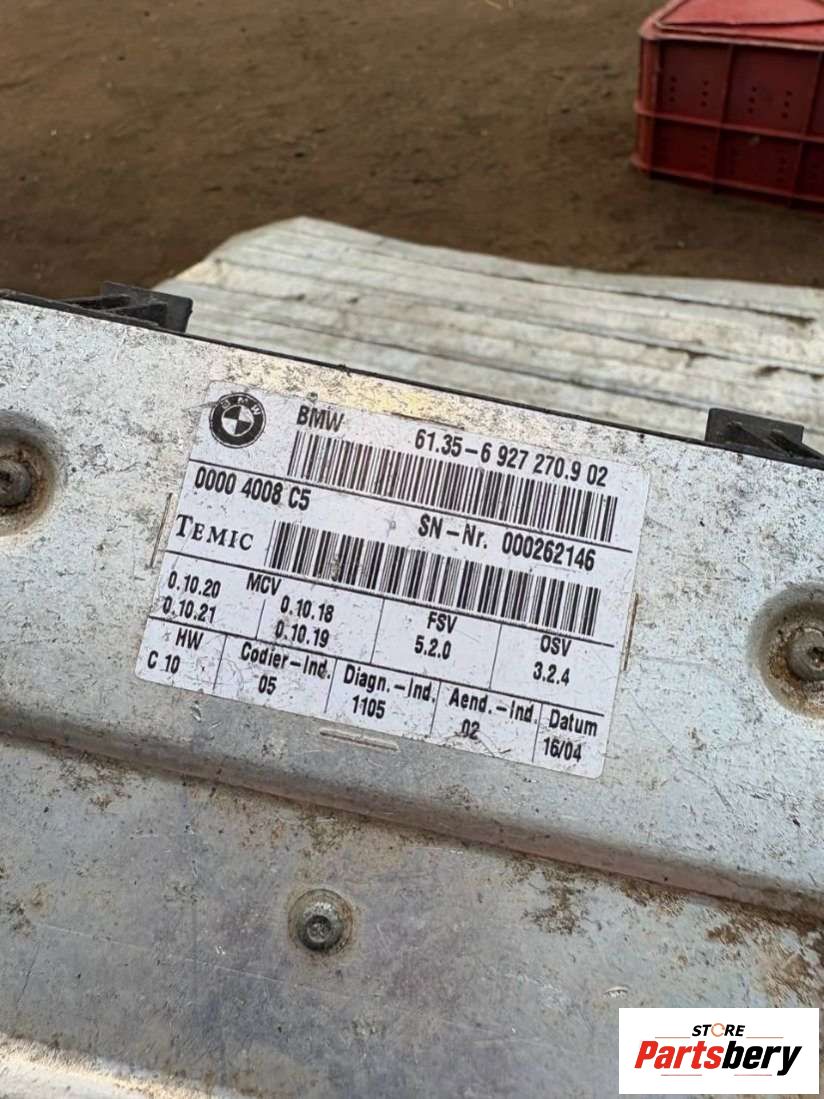 BMW
BMW 61.35-6 927 270.9 02
0000 4008 C5
SN-Nr. 000262146
TEMIC
MCV
0.10.20 0.10.18
0.10.21 0.10.19
FSV
5.2.0
OSV
3.2.4
HW
C 10
Codier-Ind.
05
Diagn.-Ind.
1105
Aend.-Ind.
02
Datum
16/04
STORE
Partsbery